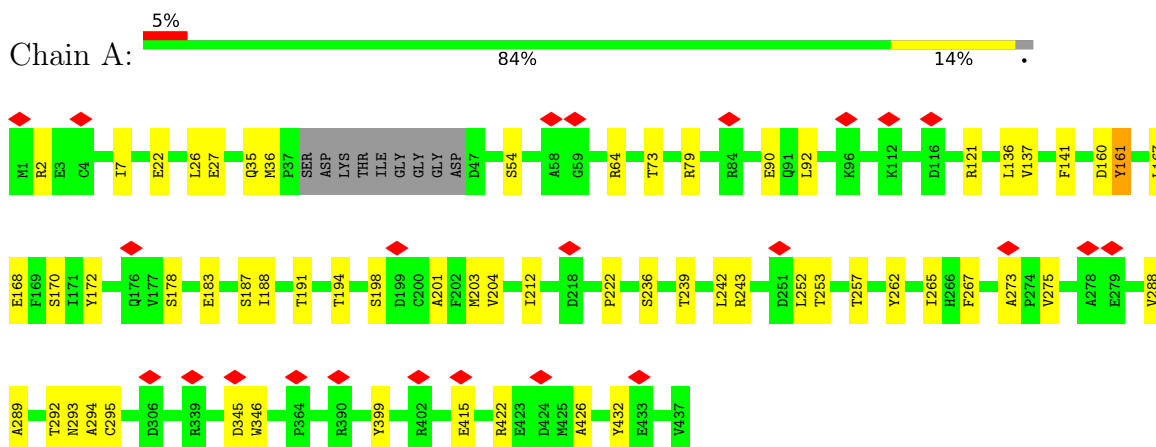 5%
Chain A:
84% 14% •
M1 R2 E3 C4 I7 E22 L26 E27 Q35 M36 P37 SER ASP LYS THR ILE GLY GLY GLY ASP D47 S54 A58 G59 R64 T73 R79 R84 E90 Q91 L92 K96 K112 D116 R121 L136 V137 F141 D160 Y161 L167
E168 F169 S170 I171 Y172 Q176 V177 S178 E183 S187 I188 T191 T194 S198 D199 C200 A201 F202 M203 V204 I212 D218 P222 S236 T239 L242 R243 D251 L252 T253 T257 Y262 I265 H266 F267 A273 P274 V275 A278 E279 V288
A289 T292 N293 A294 C295 D306 R339 D345 W346 P364 R390 Y399 R402 E415 R422 E423 D424 M425 A426 Y432 E433 V437